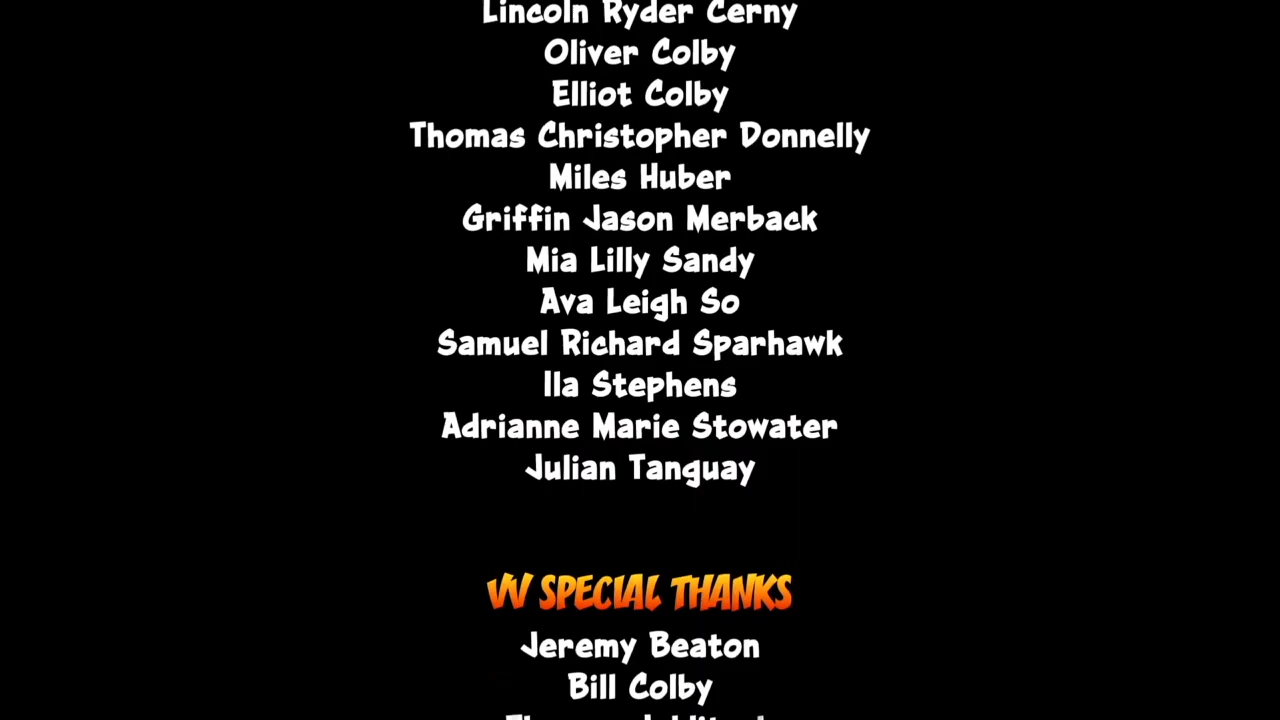 Lincoln Ryder Cerny
Oliver Colby
Elliot Colby
Thomas Christopher Donnelly
Miles Huber
Griffin Jason Merback
Mia Lilly Sandy
Ava Leigh So
Samuel Richard Sparhawk
Ila Stephens
Adrianne Marie Stowater
Julian Tanguay
VV SPECIAL THANKS
Jeremy Beaton
Bill Colby